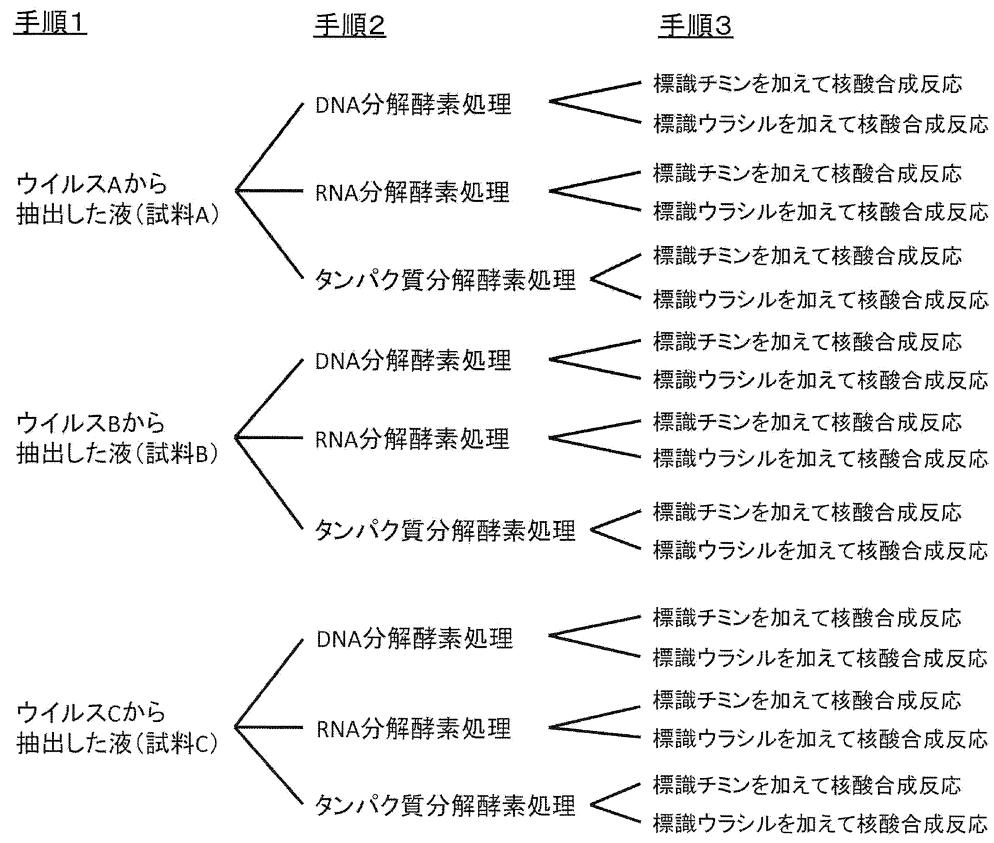 手順１
手順２
手順３
ウイルスAから
抽出した液（試料A）
DNA分解酵素処理
標識チミンを加えて核酸合成反応
標識ウラシルを加えて核酸合成反応
RNA分解酵素処理
標識チミンを加えて核酸合成反応
標識ウラシルを加えて核酸合成反応
タンパク質分解酵素処理
標識チミンを加えて核酸合成反応
標識ウラシルを加えて核酸合成反応
ウイルスBから
抽出した液（試料B）
DNA分解酵素処理
標識チミンを加えて核酸合成反応
標識ウラシルを加えて核酸合成反応
RNA分解酵素処理
標識チミンを加えて核酸合成反応
標識ウラシルを加えて核酸合成反応
タンパク質分解酵素処理
標識チミンを加えて核酸合成反応
標識ウラシルを加えて核酸合成反応
ウイルスCから
抽出した液（試料C）
DNA分解酵素処理
標識チミンを加えて核酸合成反応
標識ウラシルを加えて核酸合成反応
RNA分解酵素処理
標識チミンを加えて核酸合成反応
標識ウラシルを加えて核酸合成反応
タンパク質分解酵素処理
標識チミンを加えて核酸合成反応
標識ウラシルを加えて核酸合成反応